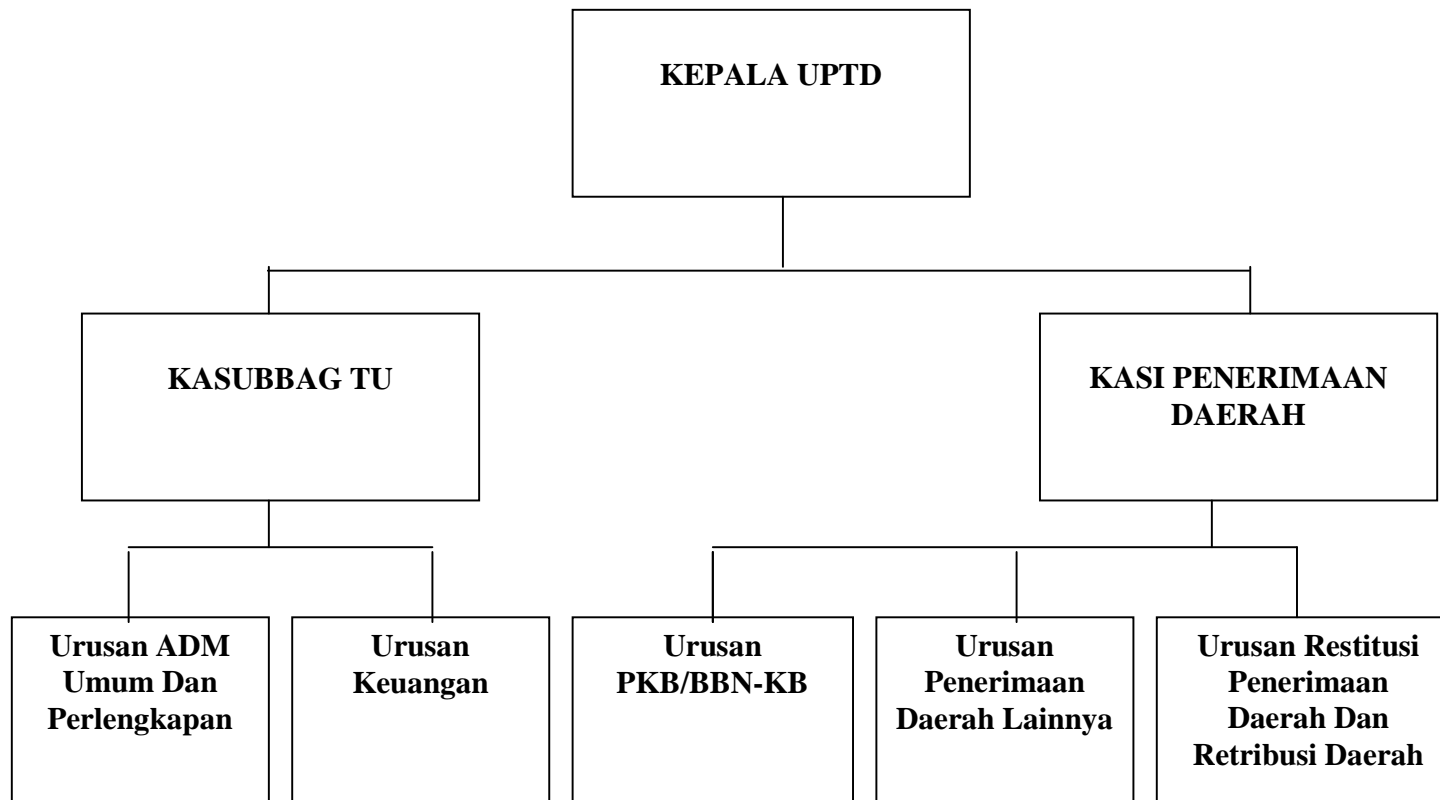 KEPALA UPTD
KASUBBAG TU
KASI PENERIMAAN
DAERAH
Urusan ADM
Umum Dan
Perlengkapan
Urusan
Keuangan
Urusan
PKB/BBN-KB
Urusan
Penerimaan
Daerah Lainnya
Urusan Restitusi
Penerimaan
Daerah Dan
Retribusi Daerah